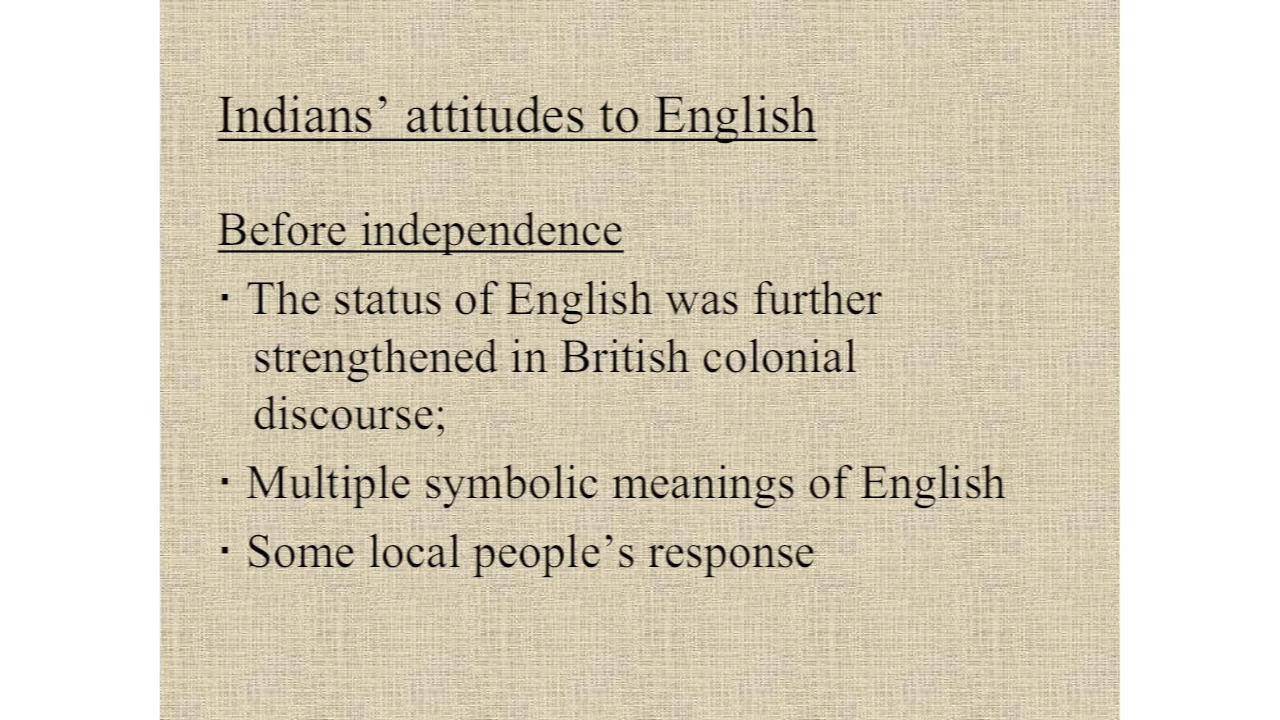 Indians’ attitudes to English
Before independence
· The status of English was further
strengthened in British colonial
discourse;
· Multiple symbolic meanings of English
· Some local people’s response